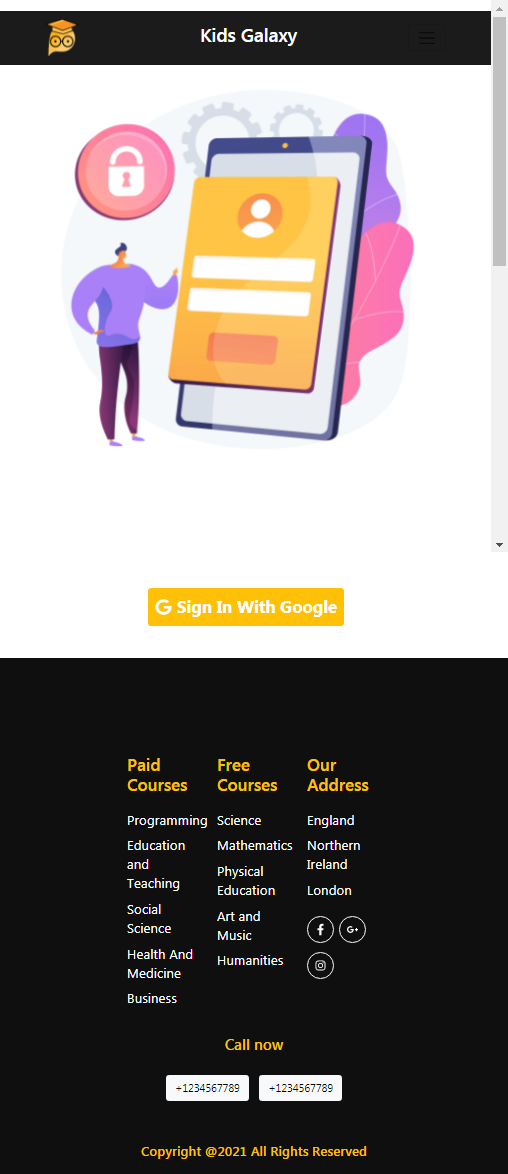 Kids Galaxy
Sign In With Google
Paid
Courses
Programming
Education
and
Teaching
Social
Science
Health And
Medicine
Business
Free
Courses
Science
Mathematics
Physical
Education
Art and
Music
Humanities
Our
Address
England
Northern
Ireland
London
Call now
+1234567789
+1234567789
Copyright @2021 All Rights Reserved